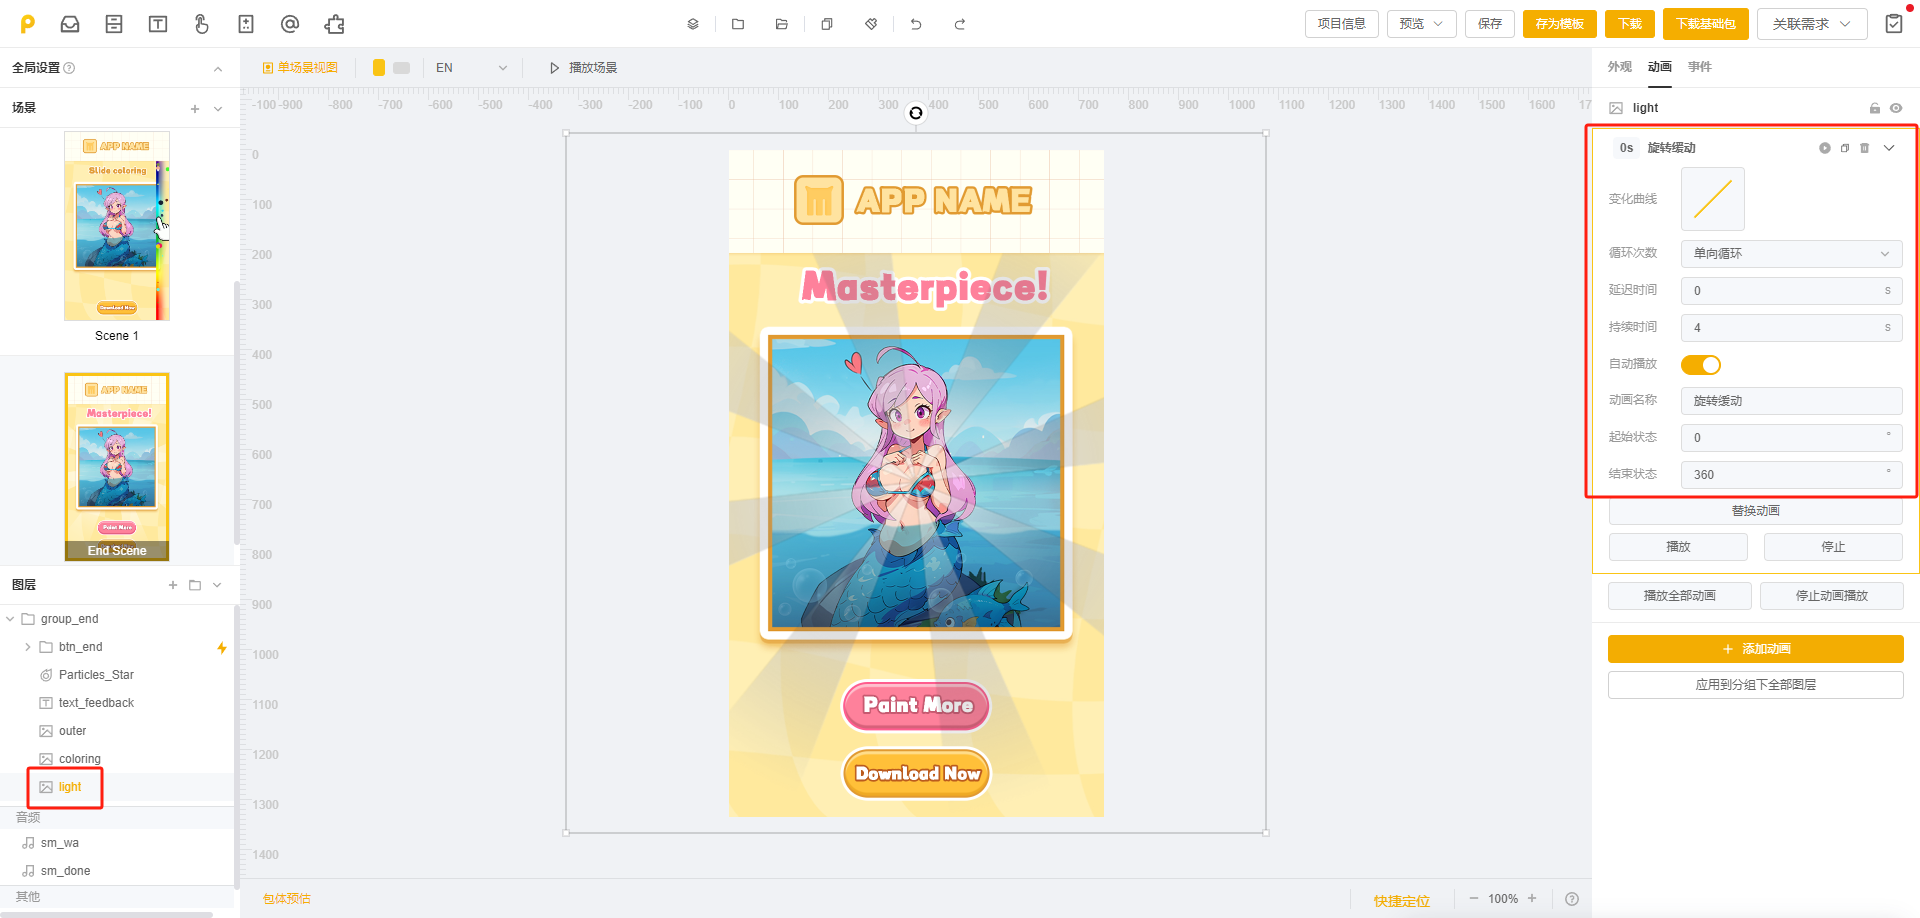 项目信息
预览
保存
存为模板
下载
下载基础包
关联需求
全局设置
单场景视图
EN
播放场景
外观
动画
事件
场景
-100 -900 -800 -700 -600 -500 -400 -300 -200 -100 0 100 200 300 400 500 600 700 800 900 1000 1100 1200 1300 1400 1500 1600 17
light
0s
旋转缓动
变化曲线
循环次数
单向循环
延迟时间
0
s
持续时间
4
s
自动播放
动画名称
旋转缓动
起始状态
0
°
结束状态
360
°
替换动画
播放
停止
播放全部动画
停止动画播放
添加动画
应用到分组下全部图层
APP NAME
Slide coloring
Download Now
Scene 1
APP NAME
Masterpiece!
Paint More
End Scene
0
100
200
300
400
500
600
700
800
900
1000
1100
1200
1300
1400
APP NAME
Masterpiece!
Paint More
Download Now
图层
group_end
btn_end
Particles_Star
text_feedback
outer
coloring
light
音频
sm_wa
sm_done
其他
包体预估
快捷定位
100%